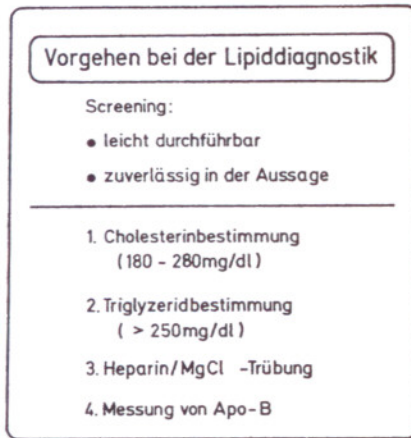 Vorgehen bei der Lipiddiagnostik
Screening:
• leicht durchführbar
• zuverlässig in der Aussage
1. Cholesterinbestimmung
(180 - 280mg/dl)
2. Triglyzeridbestimmung
( > 250mg/dl)
3. Heparin/MgCl -Trübung
4. Messung von Apo-B